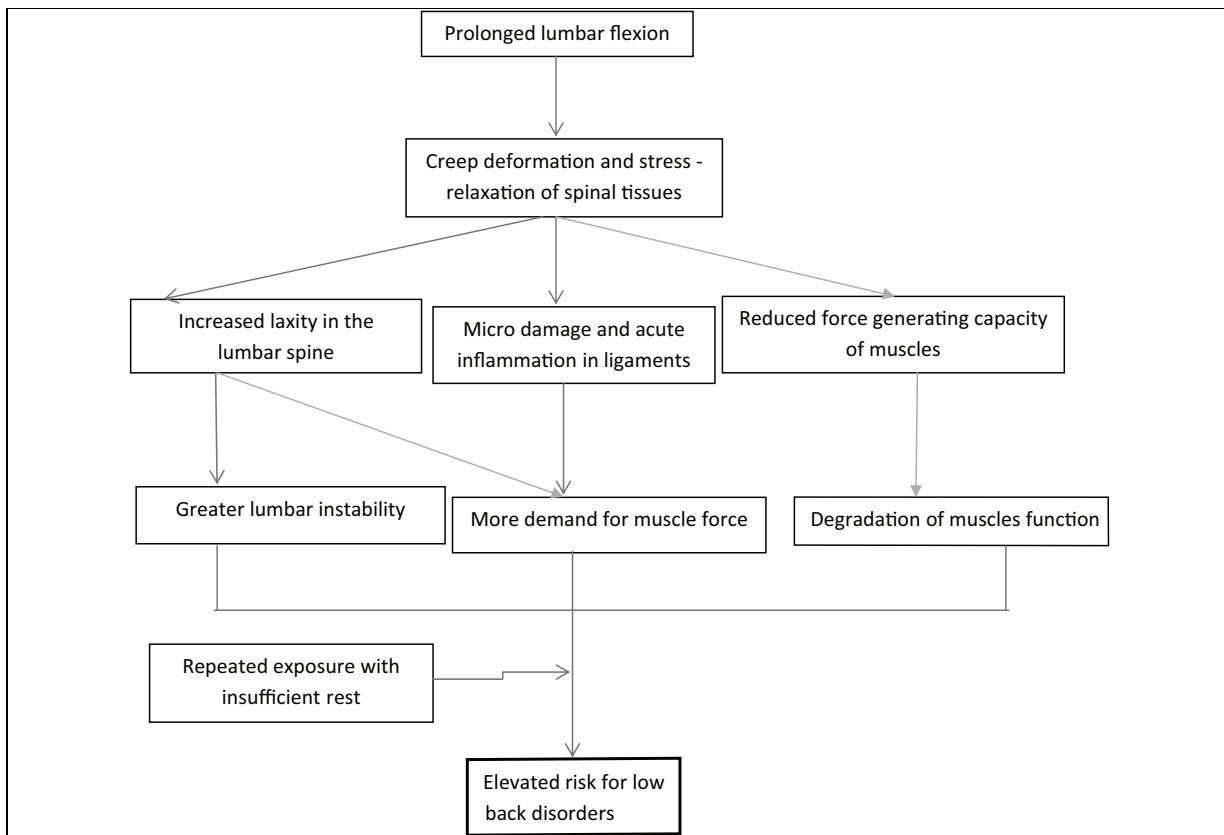 Prolonged lumbar flexion
Creep deformation and stress -
relaxation of spinal tissues
Increased laxity in the
lumbar spine
Micro damage and acute
inflammation in ligaments
Reduced force generating capacity
of muscles
Greater lumbar instability
More demand for muscle force
Degradation of muscles function
Repeated exposure with
insufficient rest
Elevated risk for low
back disorders